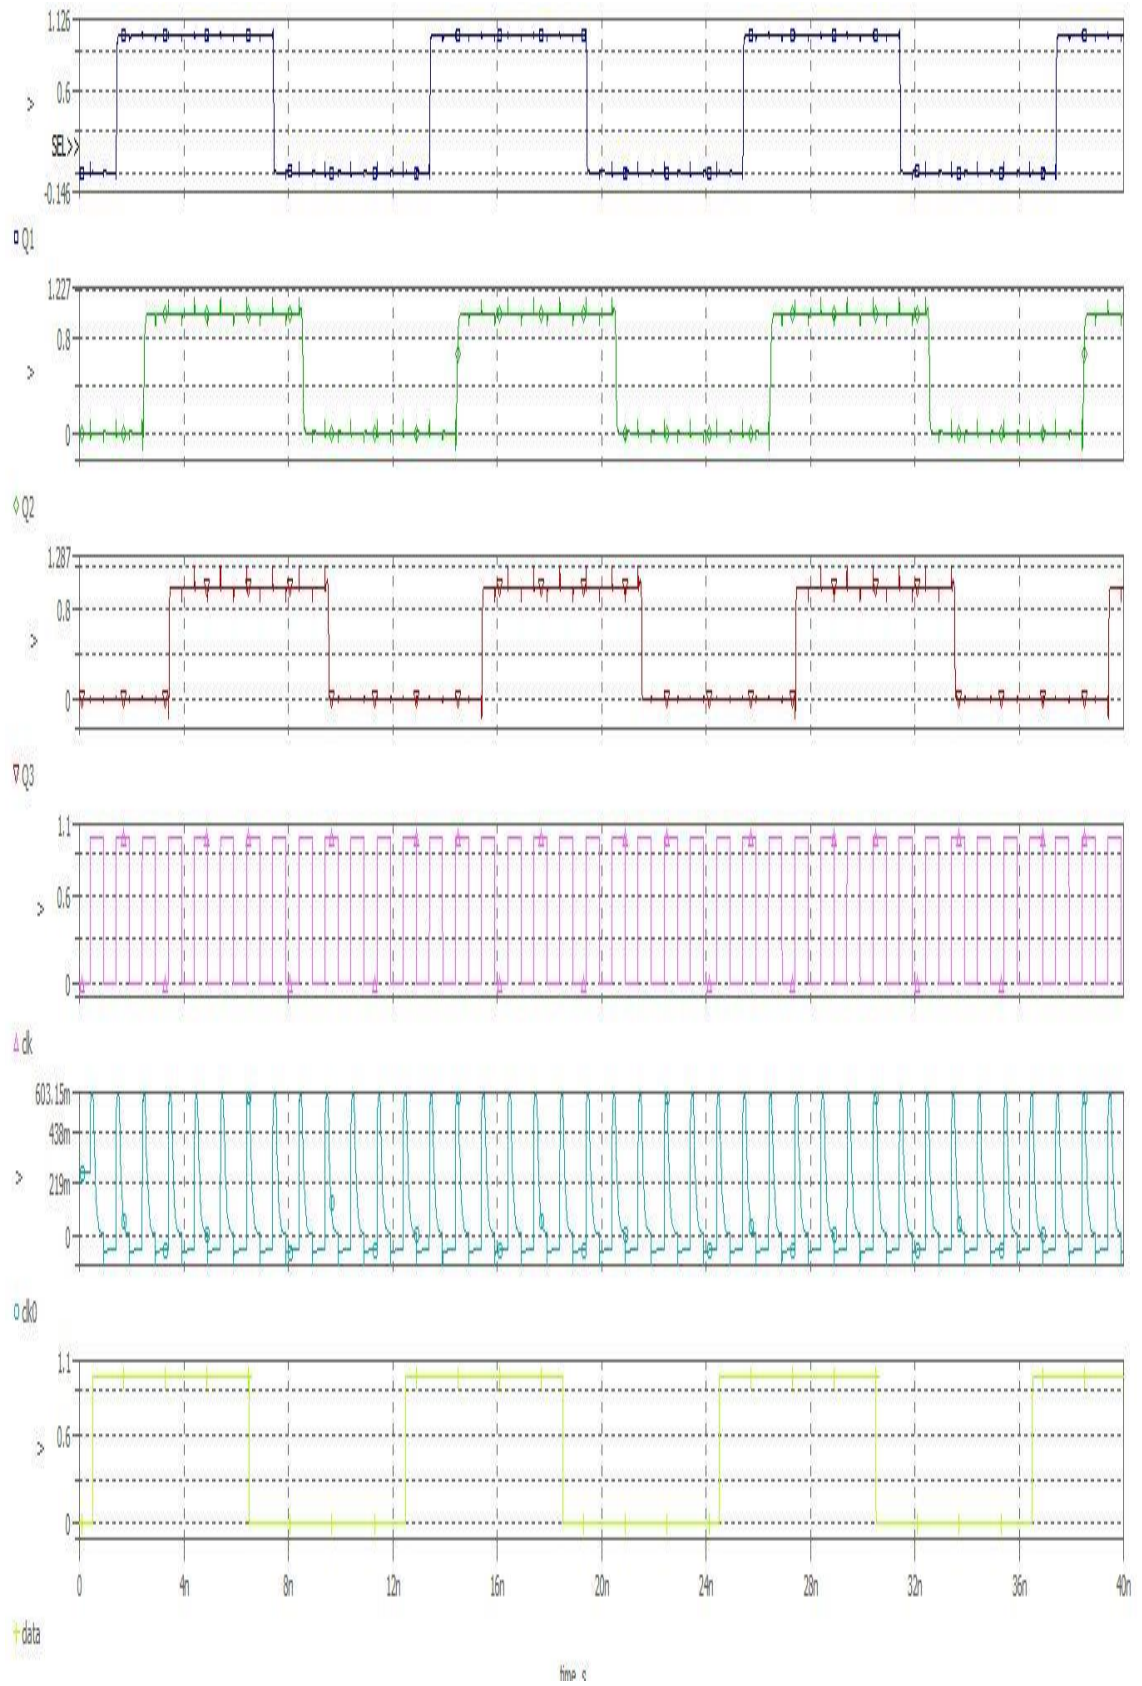 1.126
0.6
V
SEL>>
-0.146
Q1
1.227
0.8
V
0
Q2
1.287
0.8
V
0
Q3
1.1
0.6
V
0
clk
603.15m
438m
V
219m
0
clk0
1.1
0.6
V
0
0 4n 8n 12n 16n 20n 24n 28n 32n 36n 40n
data
time, s